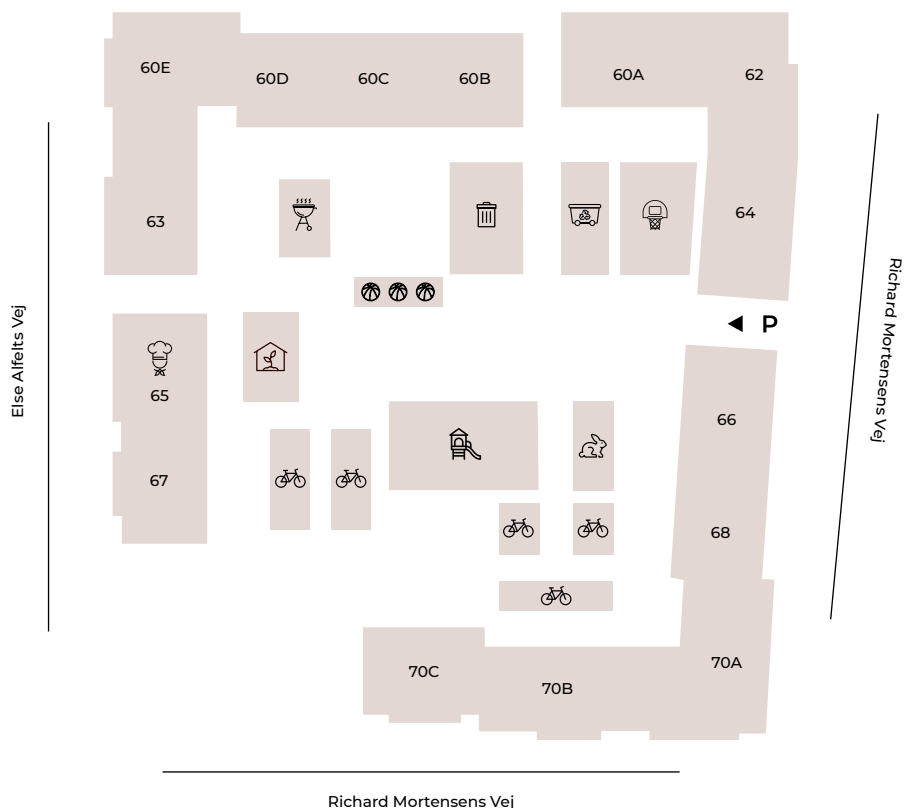 60E
60D
60C
60B
60A
62
63
64
P
65
66
67
68
70A
70C
70B
Else Alfelts Vej
Richard Mortensens Vej
Richard Mortensens Vej